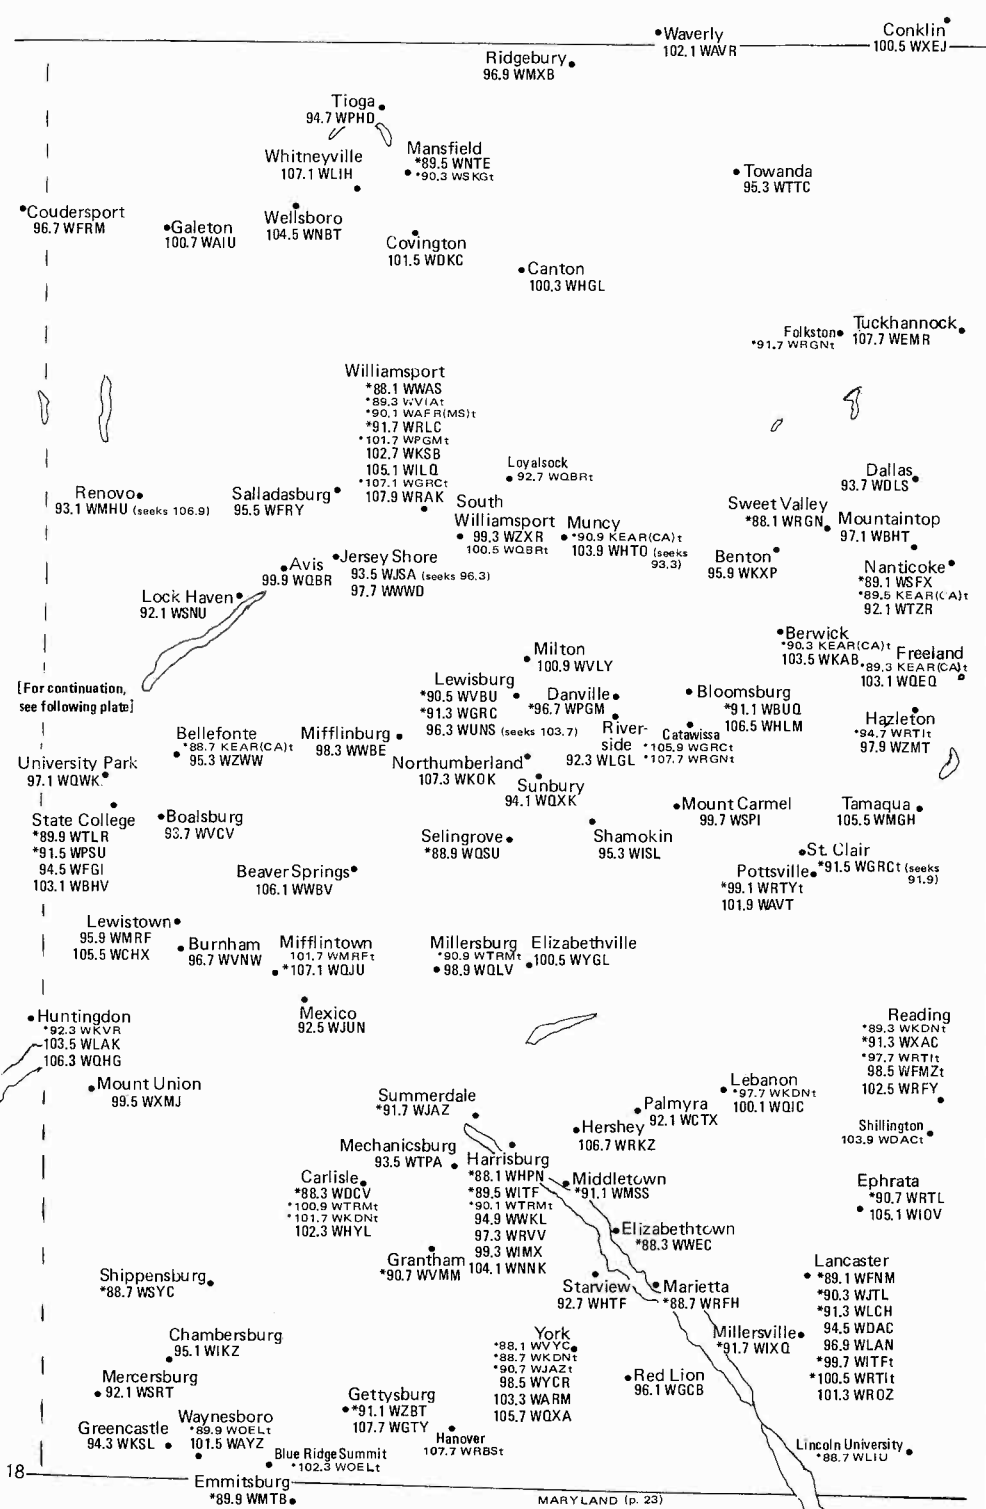 Waverly
102.1 WAVR
Conklin
100.5 WXEJ
Ridgebury
96.9 WMXB
Tioga
94.7 WPHD
Whitneyville
107.1 WLIH
Mansfield
*89.5 WNTE
*90.3 WSKGt
Towanda
95.3 WTTC
Coudersport
96.7 WFRM
Galeton
100.7 WAIU
Wellsboro
104.5 WNBT
Covington
101.5 WDKC
Canton
100.3 WHGL
Folkston
*91.7 WRGNt
Tuckhannock
107.7 WEMR
Williamsport
*88.1 WWAS
*89.3 WVIAt
*90.1 WAFR(MS)t
*91.7 WRLC
*101.7 WPGMt
102.7 WKSB
105.1 WILQ
*107.1 WGRCt
107.9 WRAK
Loyalsock
92.7 WQBRt
Dallas
93.7 WDLS
Renovo
93.1 WMHU (seeks 106.9)
Salladasburg
95.5 WFRY
South
Williamsport
99.3 WZXR
100.5 WQBRt
Muncy
*90.9 KEAR(CA)t
103.9 WHTO (seeks
93.3)
Sweet Valley
*88.1 WRGN
Mountaintop
97.1 WBHT
Benton
95.9 WKXP
Nanticoke
*89.1 WSFX
*89.5 KEAR(CA)t
92.1 WTZR
Avis
99.9 WQBR
Jersey Shore
93.5 WJSA (seeks 96.3)
97.7 WWWD
Lock Haven
92.1 WSNU
Berwick
*90.3 KEAR(CA)t
103.5 WKAB
Freeland
*89.3 KEAR(CA)t
103.1 WQEQ
Milton
100.9 WVLY
[For continuation,
see following plate]
Lewisburg
*90.5 WVBU
*91.3 WGRC
96.3 WUNS (seeks 103.7)
Danville
*96.7 WPGM
Bloomsburg
*91.1 WBUQ
106.5 WHLM
River-
side
92.3 WLGL
Catawissa
*105.9 WGRCt
*107.7 WRGNt
Hazleton
*94.7 WRTIt
97.9 WZMT
Bellefonte
*88.7 KEAR(CA)t
95.3 WZWW
Mifflinburg
98.3 WWBE
University Park
97.1 WQWK
Northumberland
107.3 WKOK
Sunbury
94.1 WQXK
State College
*89.9 WTLR
*91.5 WPSU
94.5 WFGI
103.1 WBHV
Boalsburg
93.7 WVCV
Mount Carmel
99.7 WSPI
Tamaqua
105.5 WMGH
Selingrove
*88.9 WQSU
Shamokin
95.3 WISL
St. Clair
*91.5 WGRCt (seeks
91.9)
Pottsville
*99.1 WRTYt
101.9 WAVT
Beaver Springs
106.1 WWBV
Lewistown
95.9 WMRF
105.5 WCHX
Burnham
96.7 WVNW
Mifflintown
101.7 WMRFt
*107.1 WQJU
Millersburg
*90.9 WTRMt
98.9 WQLV
Elizabethville
100.5 WYGL
Mexico
92.5 WJUN
Huntingdon
*92.3 WKVR
103.5 WLAK
106.3 WQHG
Reading
*89.3 WKDNt
*91.3 WXAC
*97.7 WRTIt
98.5 WFMZt
102.5 WRFY
Mount Union
99.5 WXMJ
Lebanon
*97.7 WKDNt
100.1 WQIC
Summerdale
*91.7 WJAZ
Palmyra
92.1 WCTX
Hershey
106.7 WRKZ
Shillington
103.9 WDACt
Mechanicsburg
93.5 WTPA
Harrisburg
*88.1 WHPN
*89.5 WITF
*90.1 WTRMt
94.9 WWKL
97.3 WRVV
99.3 WIMX
104.1 WNNK
Carlisle
*88.3 WDCV
*100.9 WTRMt
*101.7 WKDNt
102.3 WHYL
Middletown
*91.1 WMSS
Ephrata
*90.7 WRTL
105.1 WIOV
Elizabethtown
*88.3 WWEC
Grantham
*90.7 WVMM
Shippensburg
*88.7 WSYC
Starview
92.7 WHTF
Marietta
*88.7 WRFH
Lancaster
*89.1 WFNM
*90.3 WJTL
*91.3 WLCH
94.5 WDAC
96.9 WLAN
*99.7 WITFt
*100.5 WRTIt
101.3 WROZ
Chambersburg
95.1 WIKZ
York
*88.1 WVYC
*88.7 WKDNt
*90.7 WJAZt
98.5 WYCR
103.3 WARM
105.7 WQXA
Millersville
*91.7 WIXQ
Mercersburg
92.1 WSRT
Red Lion
96.1 WGCB
Gettysburg
*91.1 WZBT
107.7 WGTY
Greencastle
94.3 WKSL
Waynesboro
*89.9 WOELt
101.5 WAYZ
Hanover
107.7 WRBSt
Blue Ridge Summit
*102.3 WOELt
Lincoln University
*88.7 WLIU
18
Emmitsburg
*89.9 WMTB
MARYLAND (p. 23)